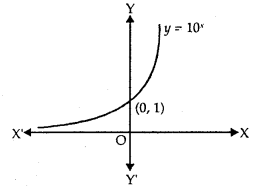 Y
y = 10ˣ
(0, 1)
X' O X
Y'